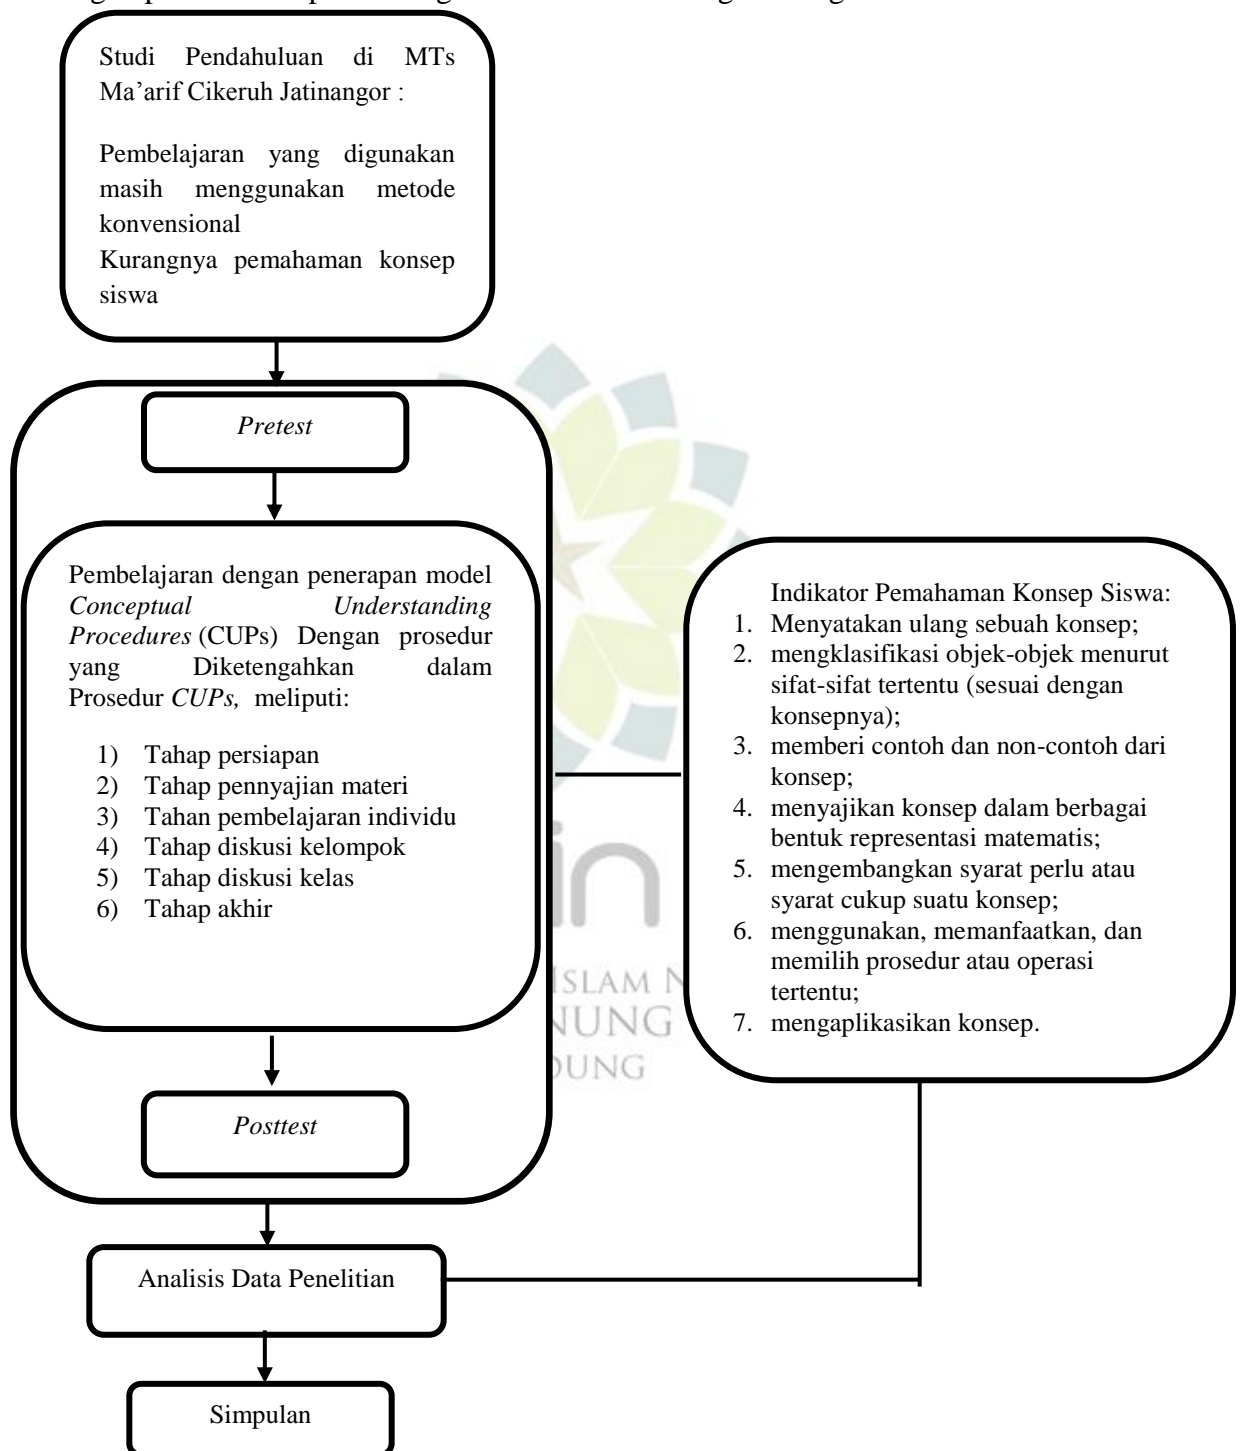 Studi Pendahuluan di MTs
Ma’arif Cikeruh Jatinangor :
Pembelajaran yang digunakan
masih menggunakan metode
konvensional
Kurangnya pemahaman konsep
siswa
Pretest
Pembelajaran dengan penerapan model
Conceptual Understanding
Procedures (CUPs) Dengan prosedur
yang Diketengahkan dalam
Prosedur CUPs, meliputi:
1) Tahap persiapan
2) Tahap pennyajian materi
3) Tahan pembelajaran individu
4) Tahap diskusi kelompok
5) Tahap diskusi kelas
6) Tahap akhir
Posttest
Indikator Pemahaman Konsep Siswa:
1. Menyatakan ulang sebuah konsep;
2. mengklasifikasi objek-objek menurut
sifat-sifat tertentu (sesuai dengan
konsepnya);
3. memberi contoh dan non-contoh dari
konsep;
4. menyajikan konsep dalam berbagai
bentuk representasi matematis;
5. mengembangkan syarat perlu atau
syarat cukup suatu konsep;
6. menggunakan, memanfaatkan, dan
memilih prosedur atau operasi
tertentu;
7. mengaplikasikan konsep.
in
ISLAM N
NUNG
DUNG
Analisis Data Penelitian
Simpulan